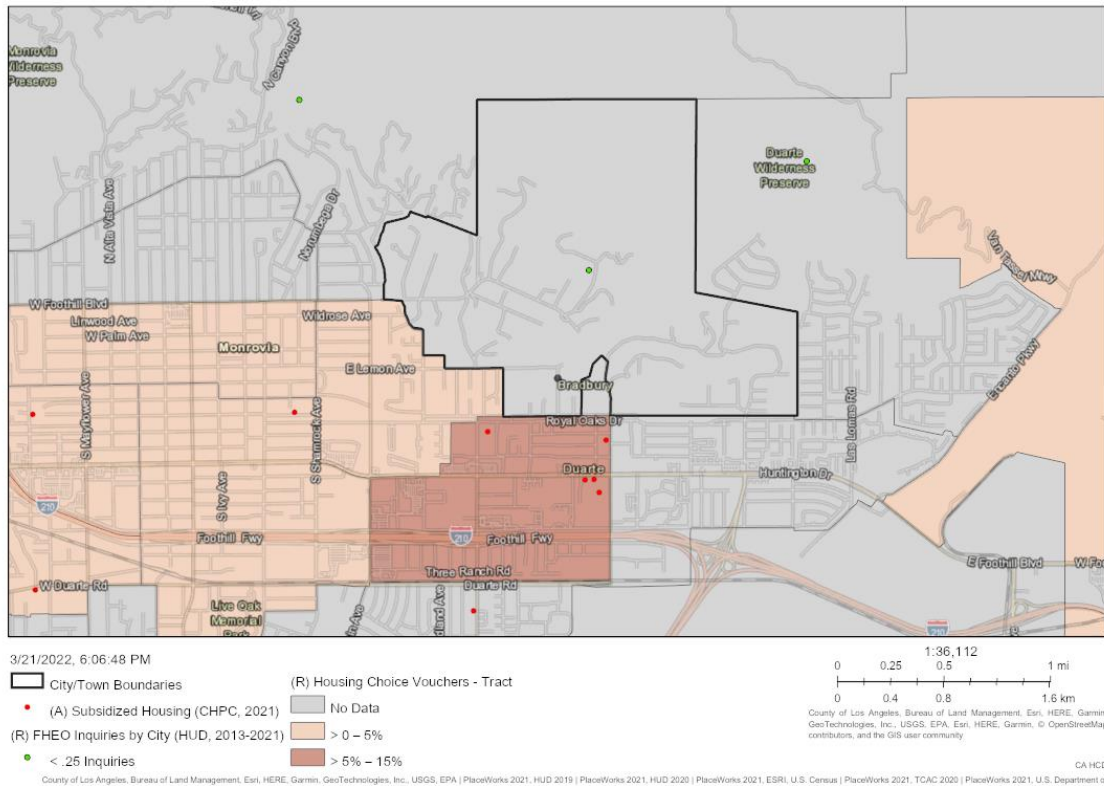 Monrovia
Wilderness
Preserve
N Canyon Blvd
Duarte
Wilderness
Preserve
N Alta Vista Ave
Norumbega Dr
Van Tassel Mtwy
W Foothill Blvd
Linwood Ave
W Palm Ave
Wildrose Ave
Monrovia
E Lemon Ave
Encanto Pkwy
Bradbury
S Mayflower Ave
S Shamrock Ave
Royal Oaks Dr
Las Lomas Rd
Duarte
Huntington Dr
S Ivy Ave
210
Foothill Fwy
210
Foothill Fwy
E Foothill Blvd
W Foo
Three Ranch Rd
W Duarte Rd
Duarte Rd
Live Oak
Memorial
Park
210
3/21/2022, 6:06:48 PM
City/Town Boundaries
(A) Subsidized Housing (CHPC, 2021)
(R) FHEO Inquiries by City (HUD, 2013-2021)
< .25 Inquiries
(R) Housing Choice Vouchers - Tract
No Data
> 0 – 5%
> 5% – 15%
1:36,112
0 0.25 0.5 1 mi
0 0.4 0.8 1.6 km
County of Los Angeles, Bureau of Land Management, Esri, HERE, Garmin,
GeoTechnologies, Inc., USGS, EPA, Esri, HERE, Garmin, © OpenStreetMap
contributors, and the GIS user community
CA HCD
County of Los Angeles, Bureau of Land Management, Esri, HERE, Garmin, GeoTechnologies, Inc., USGS, EPA | PlaceWorks 2021, HUD 2019 | PlaceWorks 2021, HUD 2020 | PlaceWorks 2021, ESRI, U.S. Census | PlaceWorks 2021, TCAC 2020 | PlaceWorks 2021, U.S. Department o